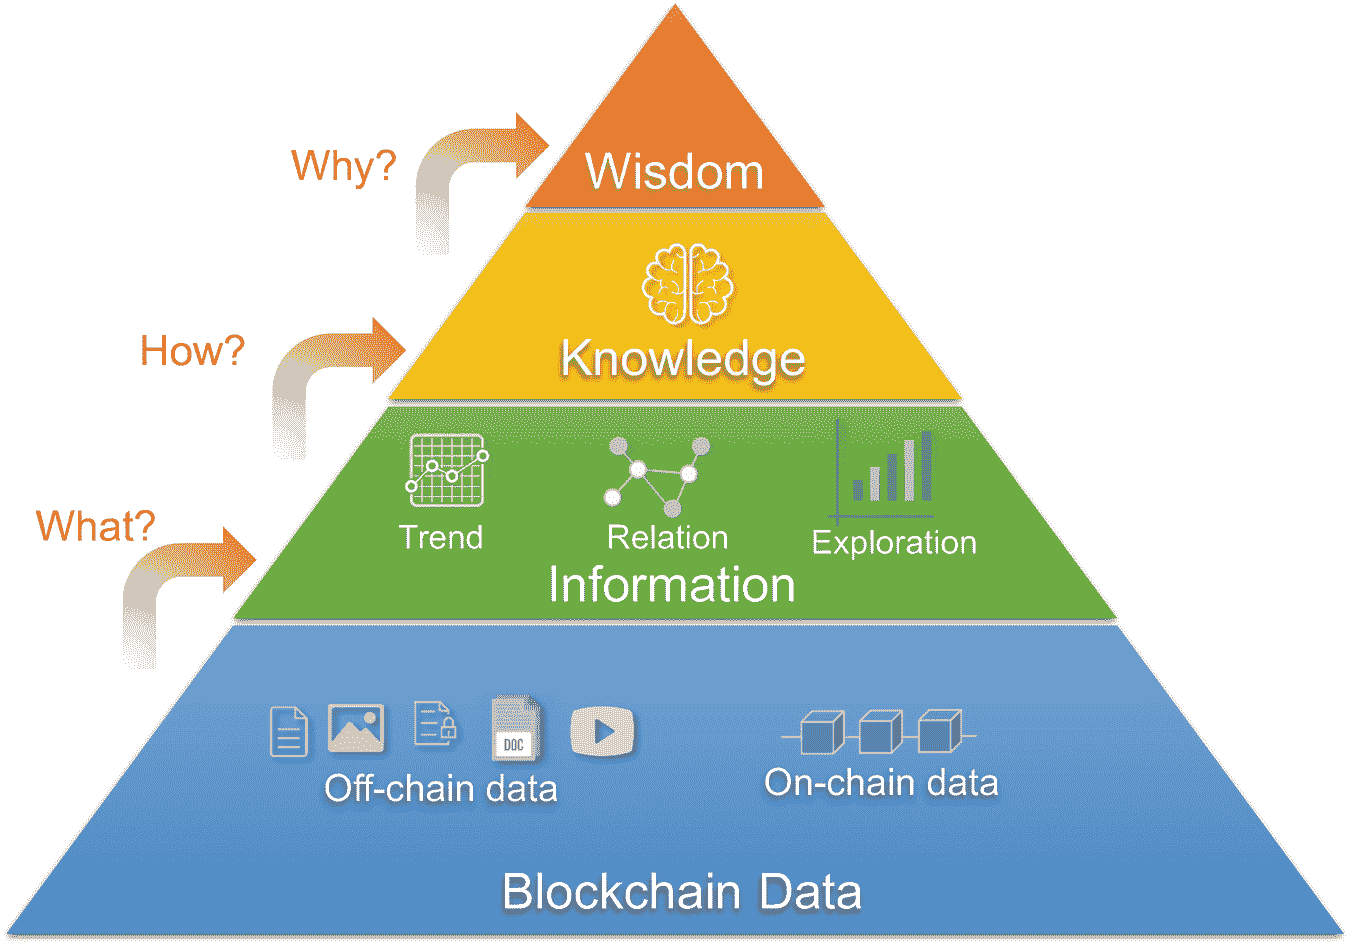 Why?
Wisdom
How?
Knowledge
What?
Trend
Relation
Exploration
Information
DOC
Off-chain data
On-chain data
Blockchain Data